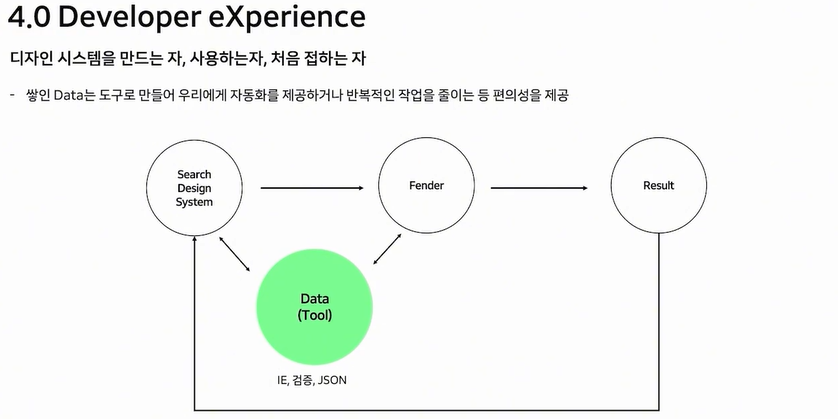 4.0 Developer eXperience
디자인 시스템을 만드는 자, 사용하는자, 처음 접하는 자
- 쌓인 Data는 도구로 만들어 우리에게 자동화를 제공하거나 반복적인 작업을 줄이는 등 편의성을 제공
Search
Design
System
Fender
Result
Data
(Tool)
IE, 검증, JSON